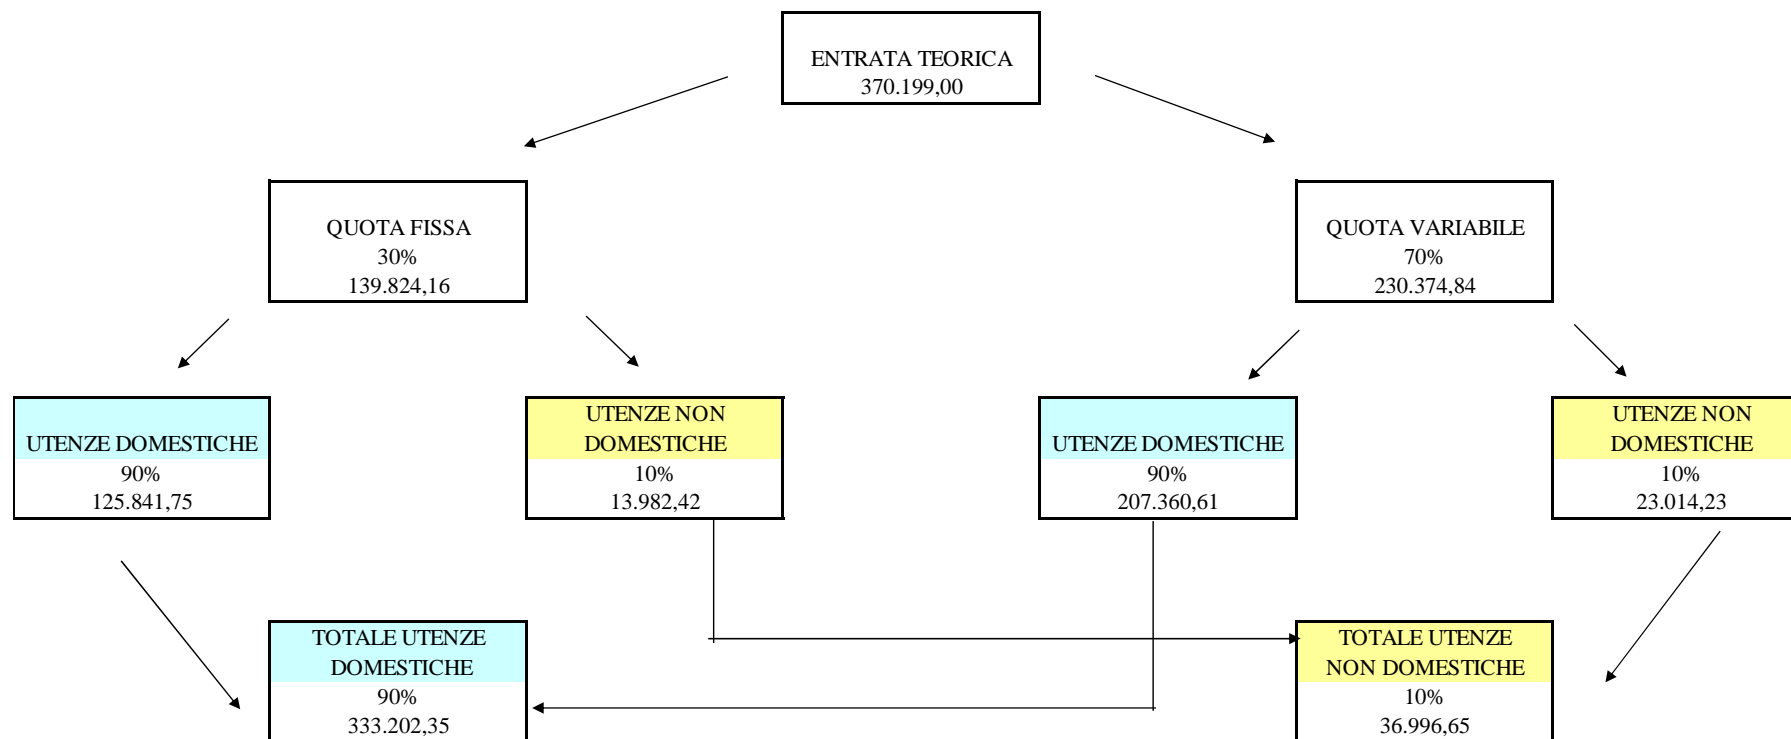 ENTRATA TEORICA
370.199,00
QUOTA FISSA
30%
139.824,16
QUOTA VARIABILE
70%
230.374,84
UTENZE DOMESTICHE
90%
125.841,75
UTENZE NON
DOMESTICHE
10%
13.982,42
UTENZE DOMESTICHE
90%
207.360,61
UTENZE NON
DOMESTICHE
10%
23.014,23
TOTALE UTENZE
DOMESTICHE
90%
333.202,35
TOTALE UTENZE
NON DOMESTICHE
10%
36.996,65